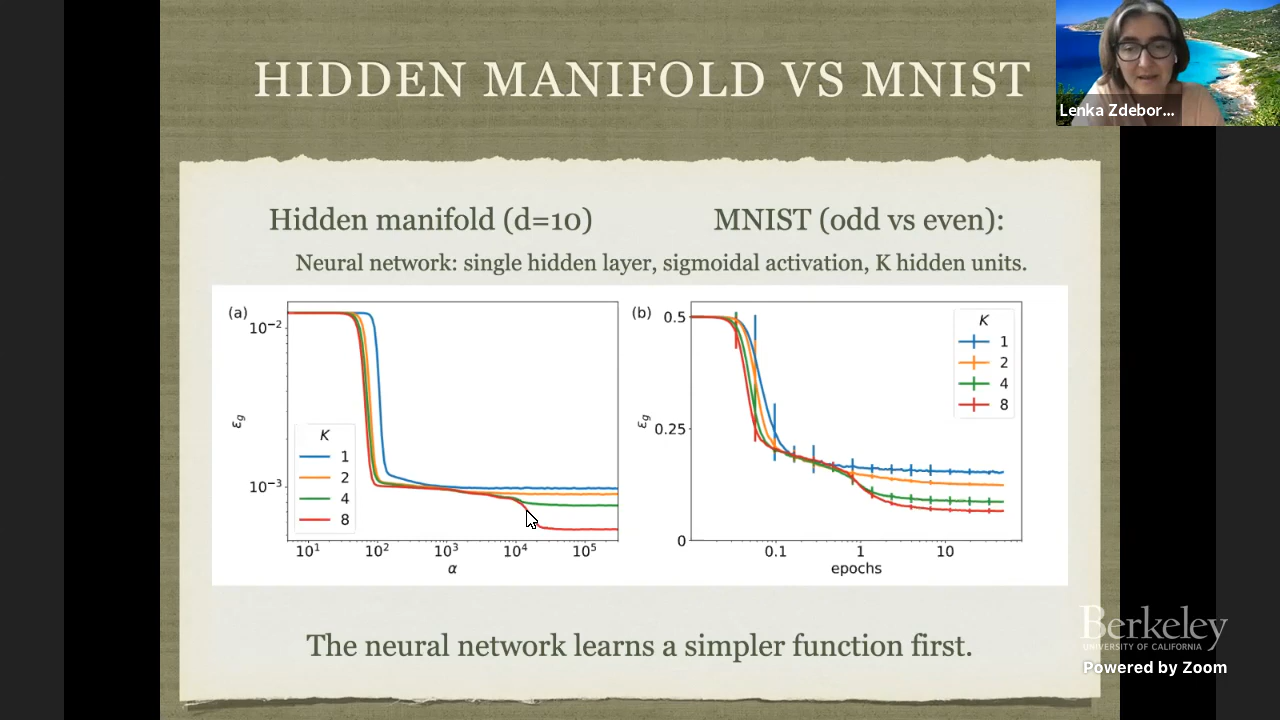 HIDDEN MANIFOLD VS MNIST
Lenka Zdebor...
Hidden manifold (d=10)
MNIST (odd vs even):
Neural network: single hidden layer, sigmoidal activation, K hidden units.
(a)
10⁻²
10⁻³
εg
K
1
2
4
8
10¹ 10² 10³ 10⁴ 10⁵
α
(b)
0.5
0.25
0
εg
K
1
2
4
8
0.1 1 10
epochs
The neural network learns a simpler function first.
Berkeley
UNIVERSITY OF CALIFORNIA
Powered by Zoom